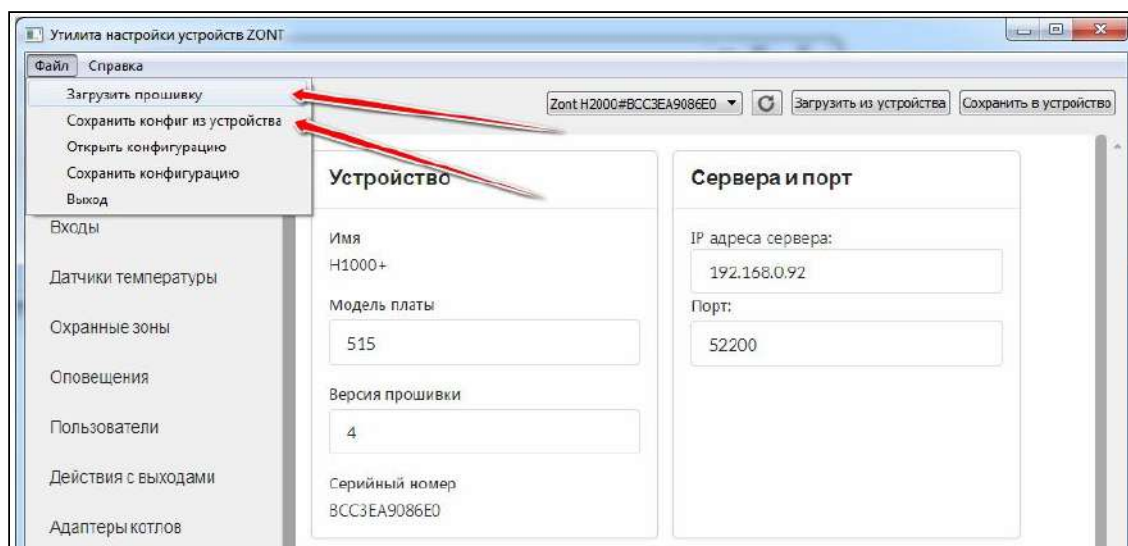 Утилита настройки устройств ZONT
Файл Справка
Загрузить прошивку
Сохранить конфиг из устройства
Открыть конфигурацию
Сохранить конфигурацию
Выход
Zont H2000#BCC3EA9086E0
Загрузить из устройства
Сохранить в устройство
Входы
Датчики температуры
Охранные зоны
Оповещения
Пользователи
Действия с выходами
Адаптеры котлов
Устройство
Имя
H1000+
Модель платы
515
Версия прошивки
4
Серийный номер
BCC3EA9086E0
Сервера и порт
IP адреса сервера:
192.168.0.92
Порт:
52200